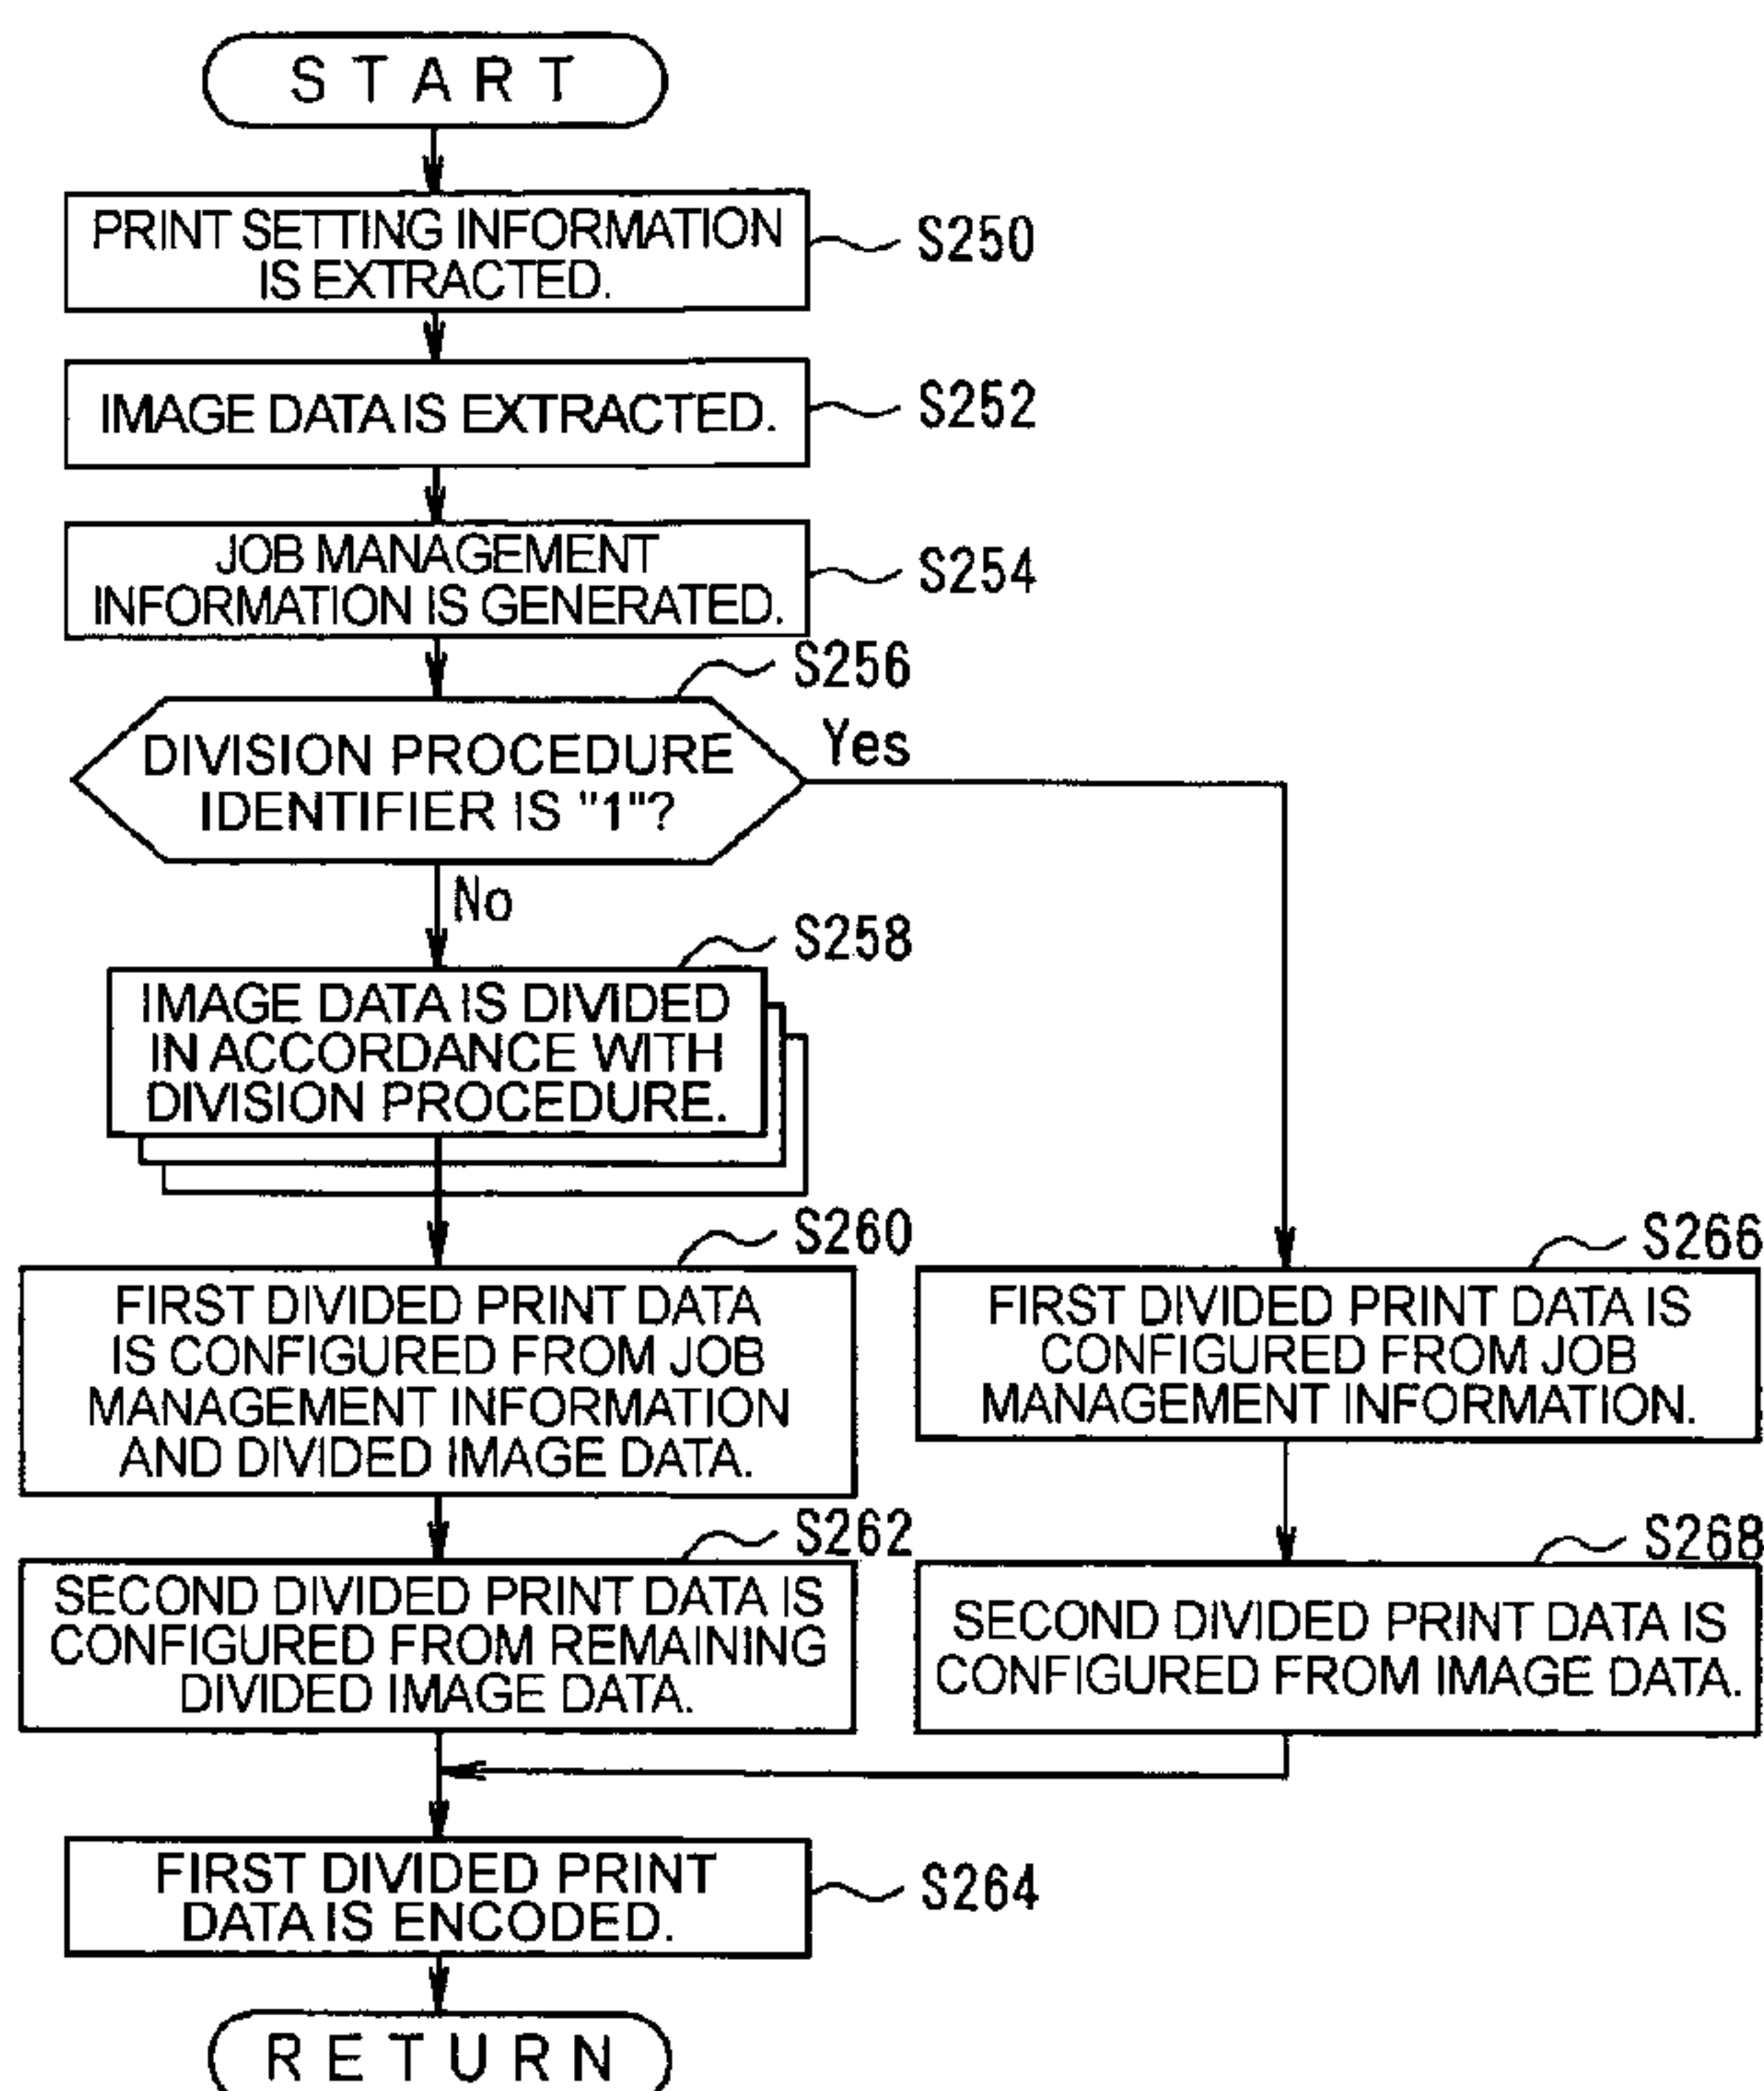 START
PRINT SETTING INFORMATION
IS EXTRACTED.
S250
IMAGE DATA IS EXTRACTED.
S252
JOB MANAGEMENT
INFORMATION IS GENERATED.
S254
S256
DIVISION PROCEDURE
IDENTIFIER IS "1"?
Yes
No
S258
IMAGE DATA IS DIVIDED
IN ACCORDANCE WITH
DIVISION PROCEDURE.
S260
FIRST DIVIDED PRINT DATA
IS CONFIGURED FROM JOB
MANAGEMENT INFORMATION
AND DIVIDED IMAGE DATA.
S266
FIRST DIVIDED PRINT DATA IS
CONFIGURED FROM JOB
MANAGEMENT INFORMATION.
S262
SECOND DIVIDED PRINT DATA IS
CONFIGURED FROM REMAINING
DIVIDED IMAGE DATA.
S268
SECOND DIVIDED PRINT DATA IS
CONFIGURED FROM IMAGE DATA.
FIRST DIVIDED PRINT
DATA IS ENCODED.
S264
RETURN